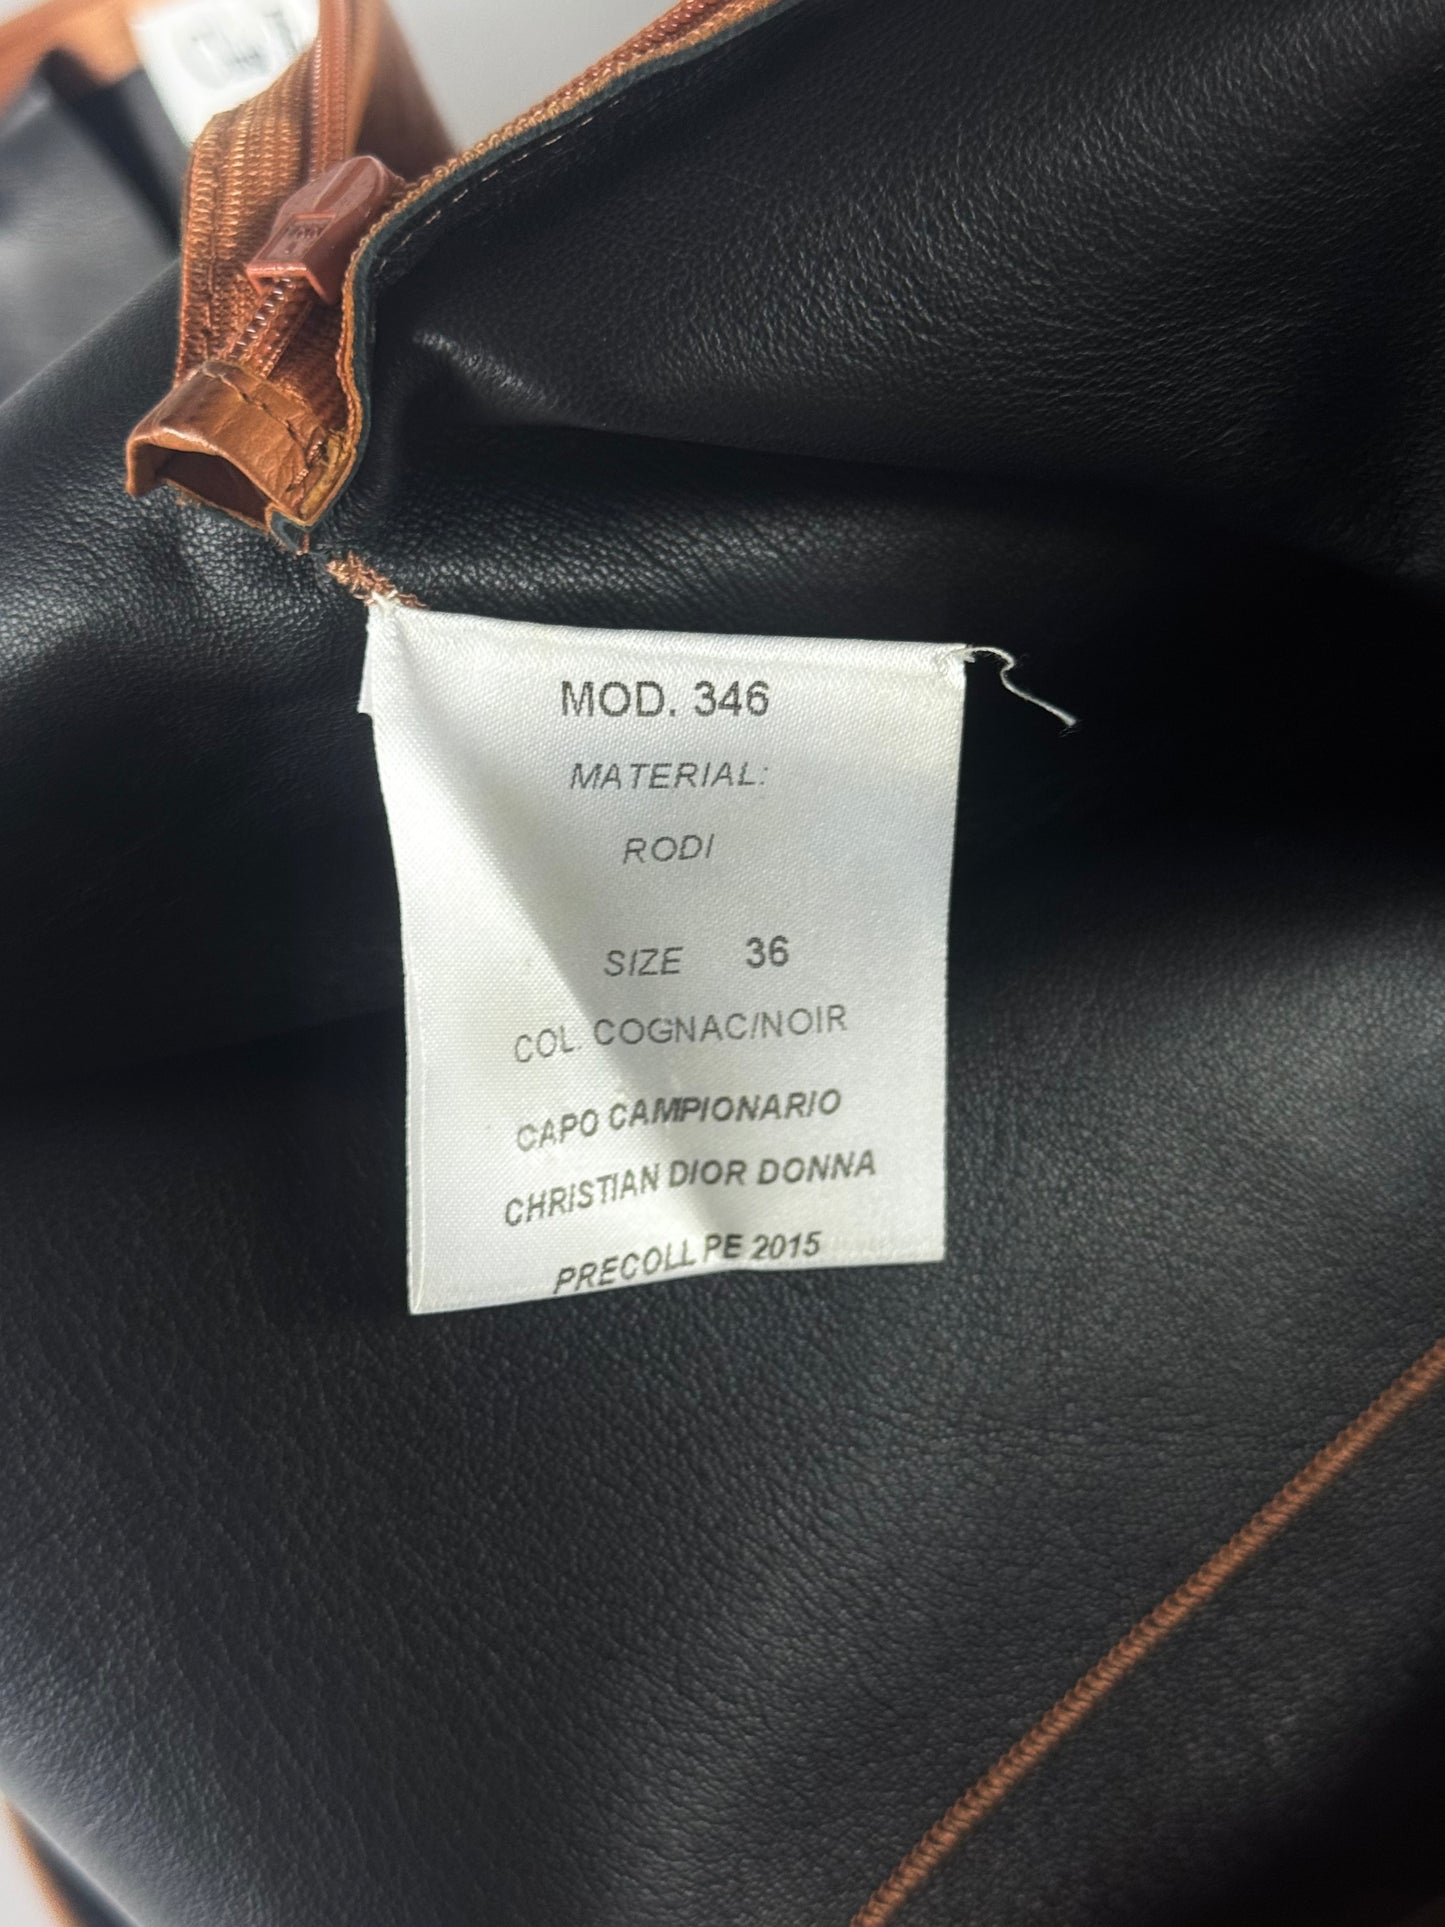 MOD. 346
MATERIAL:
RODI
SIZE 36
COL. COGNAC/NOIR
CAPO CAMPIONARIO
CHRISTIAN DIOR DONNA
PRECOLL PE 2015